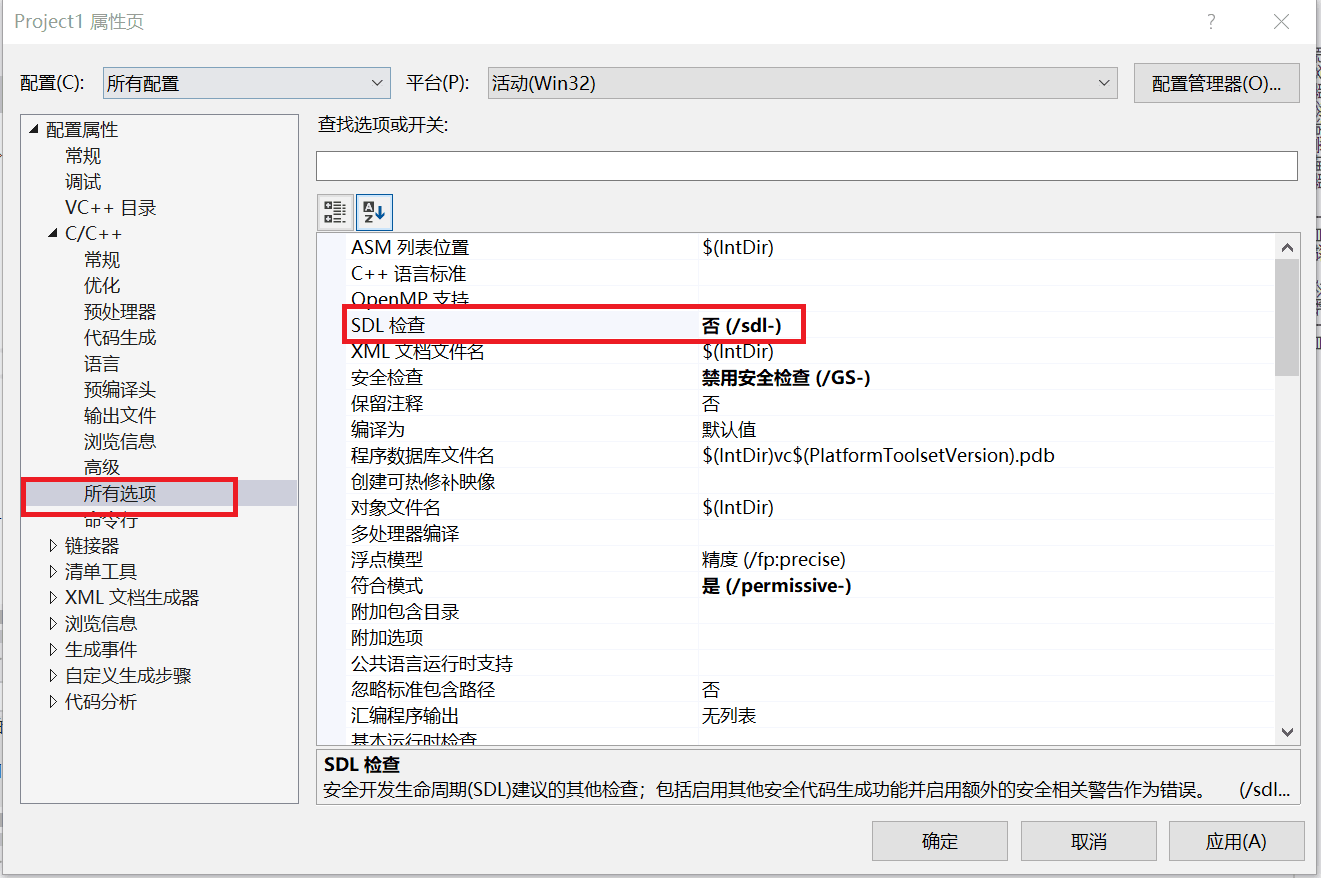 Project1 属性页
配置(C): 所有配置 平台(P): 活动(Win32) 配置管理器(O)...
配置属性
常规
调试
VC++ 目录
C/C++
常规
优化
预处理器
代码生成
语言
预编译头
输出文件
浏览信息
高级
所有选项
命令行
链接器
清单工具
XML 文档生成器
浏览信息
生成事件
自定义生成步骤
代码分析
查找选项或开关:
ASM 列表位置 $(IntDir)
C++ 语言标准
OpenMP 支持
SDL 检查 否 (/sdl-)
XML 文档文件名 $(IntDir)
安全检查 禁用安全检查 (/GS-)
保留注释 否
编译为 默认值
程序数据库文件名 $(IntDir)vc$(PlatformToolsetVersion).pdb
创建可热修补映像
对象文件名 $(IntDir)
多处理器编译
浮点模型 精度 (/fp:precise)
符合模式 是 (/permissive-)
附加包含目录
附加选项
公共语言运行时支持
忽略标准包含路径 否
汇编程序输出 无列表
基本运行时检查
SDL 检查
安全开发生命周期(SDL)建议的其他检查；包括启用其他安全代码生成功能并启用额外的安全相关警告作为错误。 (/sdl...
确定 取消 应用(A)